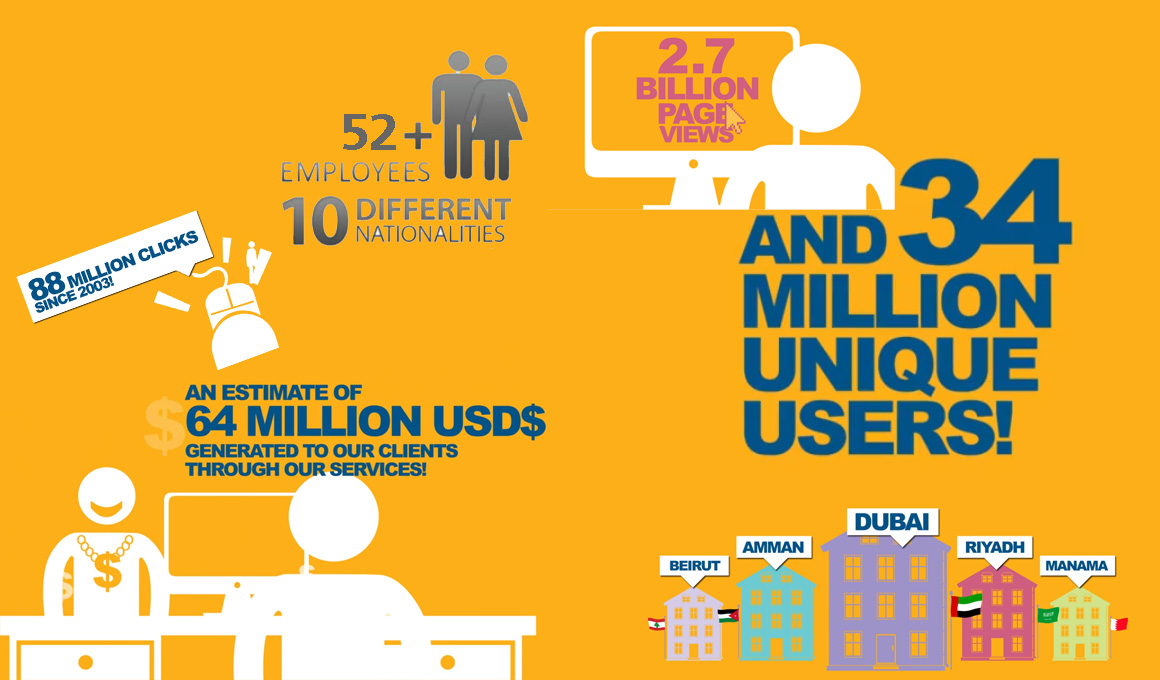 52+
EMPLOYEES
10 DIFFERENT
NATIONALITIES
2.7
BILLION
PAGE
VIEWS
AND 34
MILLION
UNIQUE
USERS!
88 MILLION CLICKS
SINCE 2003!
AN ESTIMATE OF
$ 64 MILLION USD$
GENERATED TO OUR CLIENTS
THROUGH OUR SERVICES!
$
$
$
DUBAI
AMMAN
RIYADH
BEIRUT
MANAMA